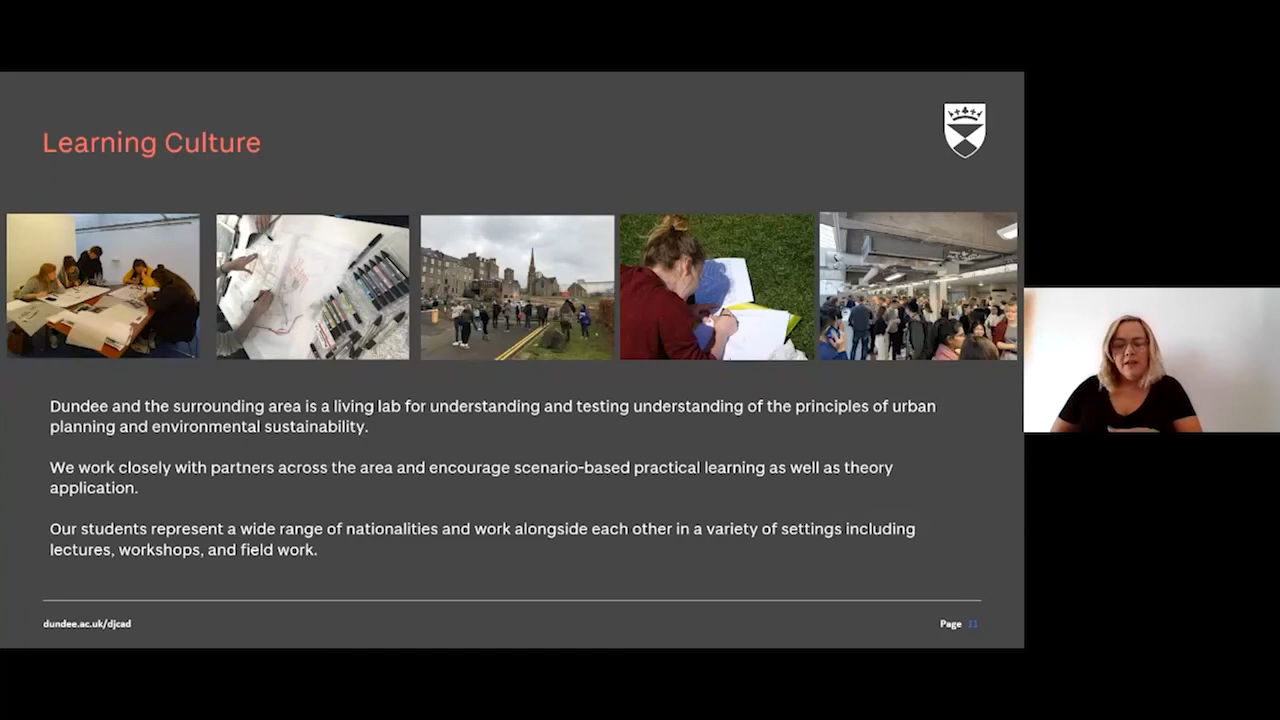 Learning Culture
Dundee and the surrounding area is a living lab for understanding and testing understanding of the principles of urban
planning and environmental sustainability.
We work closely with partners across the area and encourage scenario-based practical learning as well as theory
application.
Our students represent a wide range of nationalities and work alongside each other in a variety of settings including
lectures, workshops, and field work.
dundee.ac.uk/djcad
Page 11